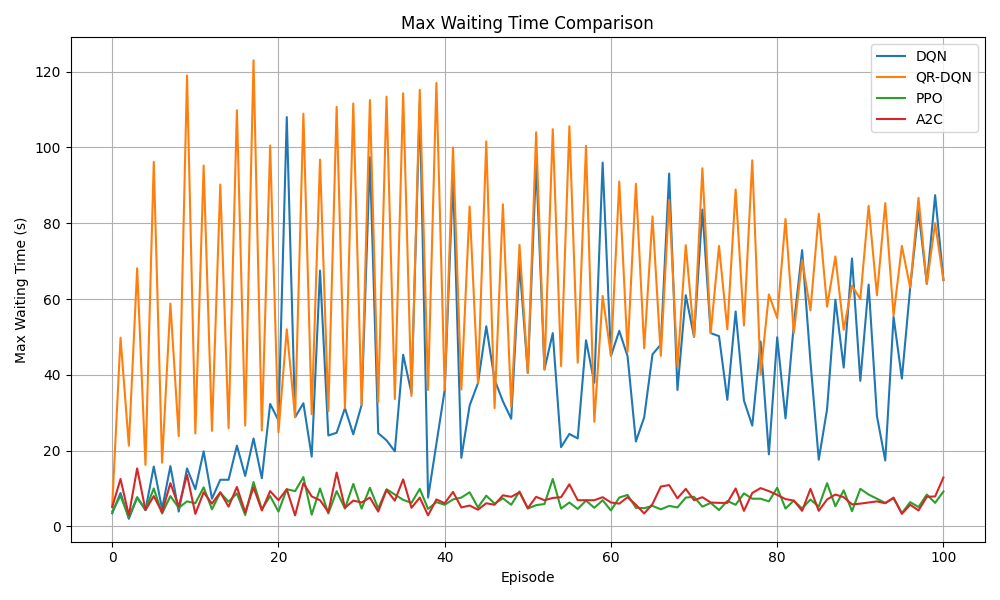 Max Waiting Time Comparison
DQN
QR-DQN
PPO
A2C
Max Waiting Time (s)
120
100
80
60
40
20
0
0 20 40 60 80 100
Episode